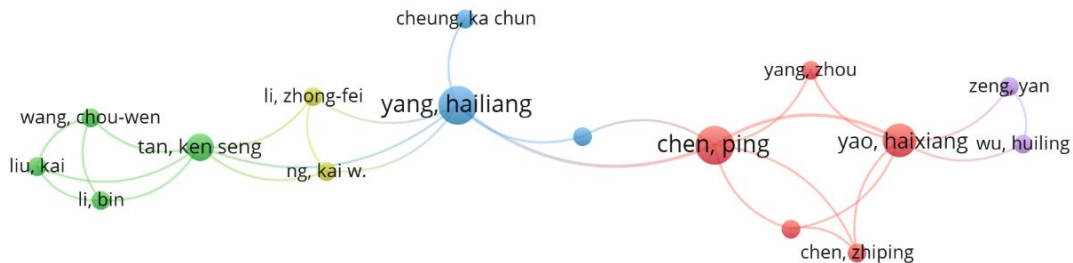 cheung, ka chun
yang, zhou
zeng, yan
li, zhong-fei
yang, hailiang
wang, chou-wen
tan, ken seng
chen, ping
yao, haixiang
wu, huiling
liu, kai
ng, kai w.
li, bin
chen, zhiping